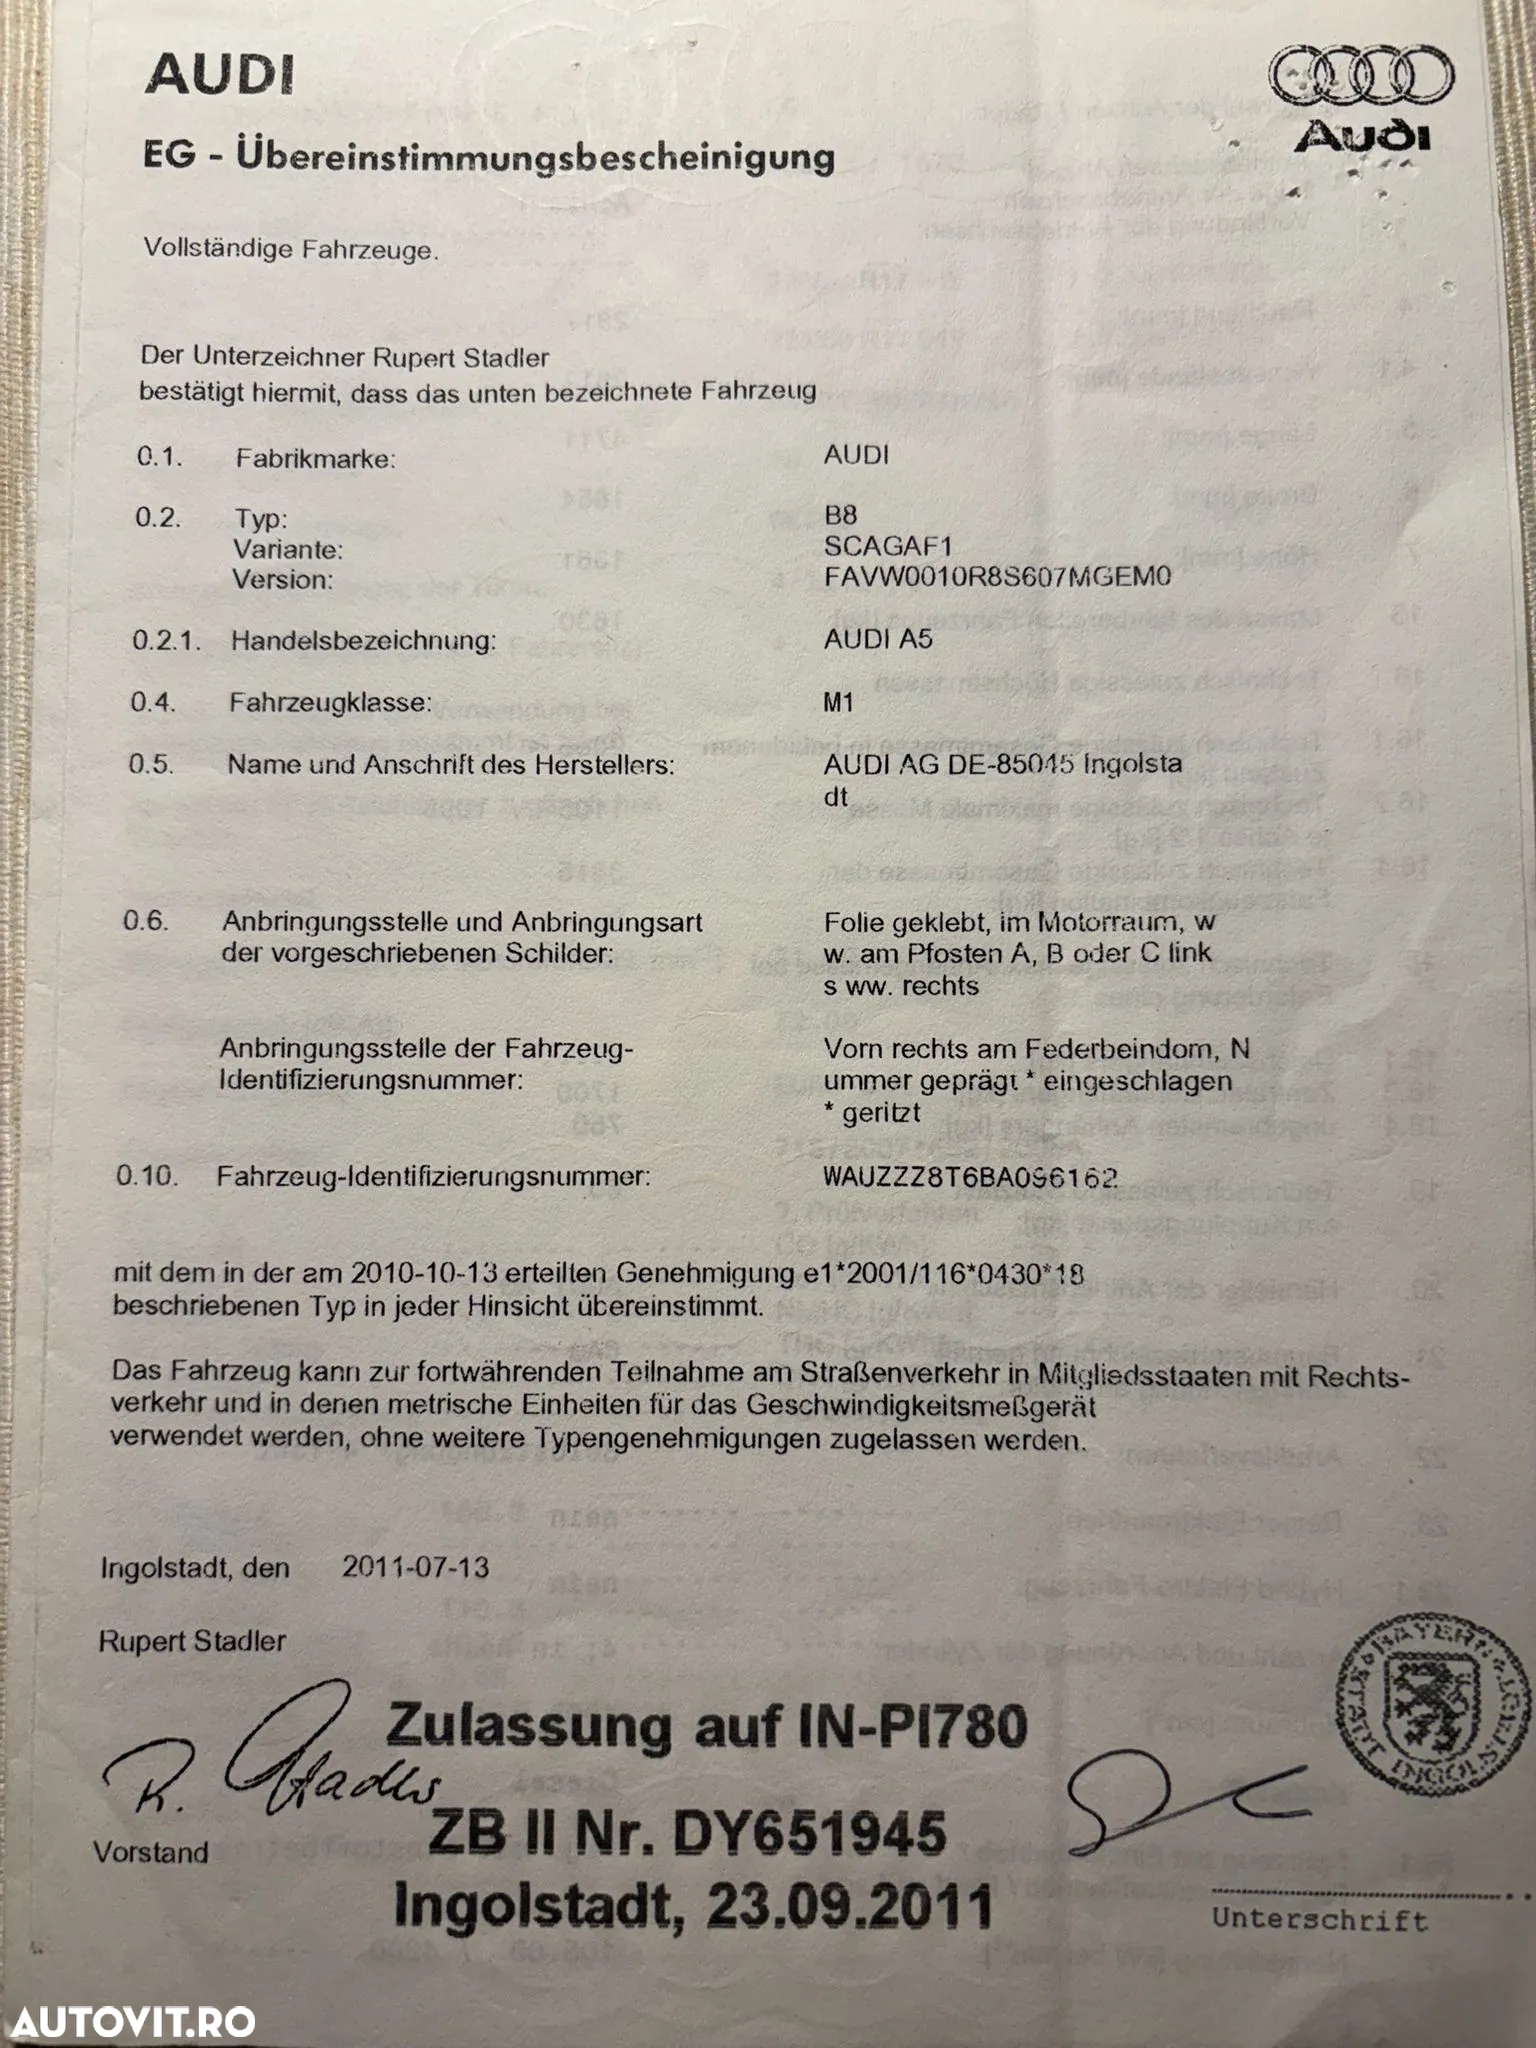 AUDI
Audi
EG - Übereinstimmungsbescheinigung
Vollständige Fahrzeuge.
Der Unterzeichner Rupert Stadler
bestätigt hiermit, dass das unten bezeichnete Fahrzeug
0.1. Fabrikmarke: AUDI
0.2. Typ: B8
Variante: SCAGAF1
Version: FAVW0010R8S607MGEM0
0.2.1. Handelsbezeichnung: AUDI A5
0.4. Fahrzeugklasse: M1
0.5. Name und Anschrift des Herstellers: AUDI AG DE-85045 Ingolsta
dt
0.6. Anbringungsstelle und Anbringungsart Folie geklebt, im Motorraum, w
der vorgeschriebenen Schilder: w. am Pfosten A, B oder C link
s ww. rechts
Anbringungsstelle der Fahrzeug- Vorn rechts am Federbeindom, N
Identifizierungsnummer: ummer geprägt * eingeschlagen
* geritzt
0.10. Fahrzeug-Identifizierungsnummer: WAUZZZ8T6BA096162
mit dem in der am 2010-10-13 erteilten Genehmigung e1*2001/116*0430*18
beschriebenen Typ in jeder Hinsicht übereinstimmt.
Das Fahrzeug kann zur fortwährenden Teilnahme am Straßenverkehr in Mitgliedsstaaten mit Rechts-
verkehr und in denen metrische Einheiten für das Geschwindigkeitsmeßgerät
verwendet werden, ohne weitere Typengenehmigungen zugelassen werden.
Ingolstadt, den 2011-07-13
Rupert Stadler
BAYERN
STADT INGOLSTADT
Zulassung auf IN-PI780
R. Stadler
ZB II Nr. DY651945
Vorstand
Ingolstadt, 23.09.2011
Unterschrift
AUTOVIT.RO